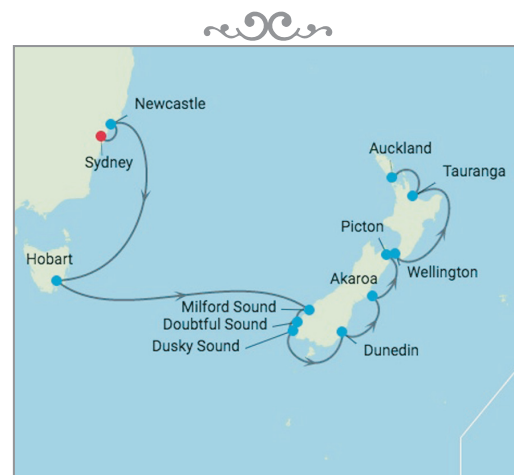 Newcastle
Sydney
Auckland
Tauranga
Picton
Hobart
Wellington
Akaroa
Milford Sound
Doubtful Sound
Dusky Sound
Dunedin